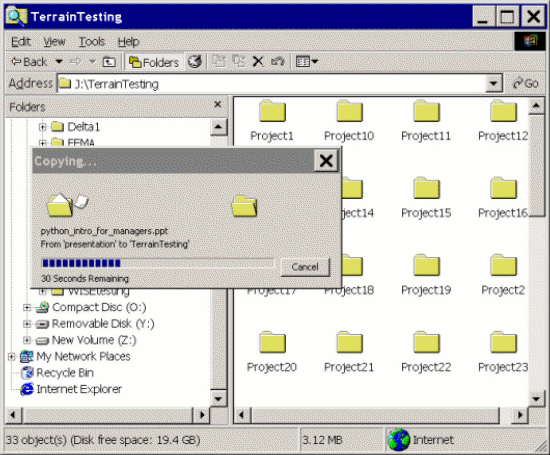 TerrainTesting
Edit View Tools Help
Back Folders Go
Address J:\TerrainTesting
Folders
Delta1
FEMA
Project1 Project10 Project11 Project12
Copying...
python_intro_for_managers.ppt
From 'presentation' to 'TerrainTesting'
Cancel
30 Seconds Remaining
14 Project15 Project16
Project17 Project18 Project19 Project2
WISEtesting
Compact Disc (O:)
Removable Disk (Y:)
New Volume (Z:)
My Network Places
Recycle Bin
Internet Explorer
Project20 Project21 Project22 Project23
33 object(s) (Disk free space: 19.4 GB) 3.12 MB Internet